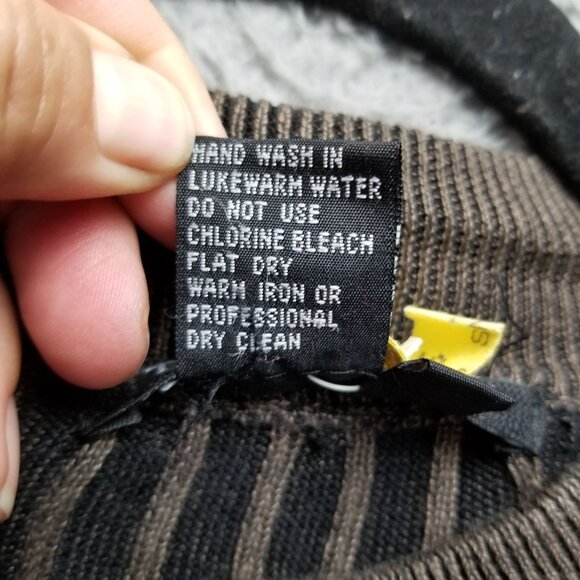 HAND WASH IN
LUKEWARM WATER
DO NOT USE
CHLORINE BLEACH
FLAT DRY
WARM IRON OR
PROFESSIONAL
DRY CLEAN